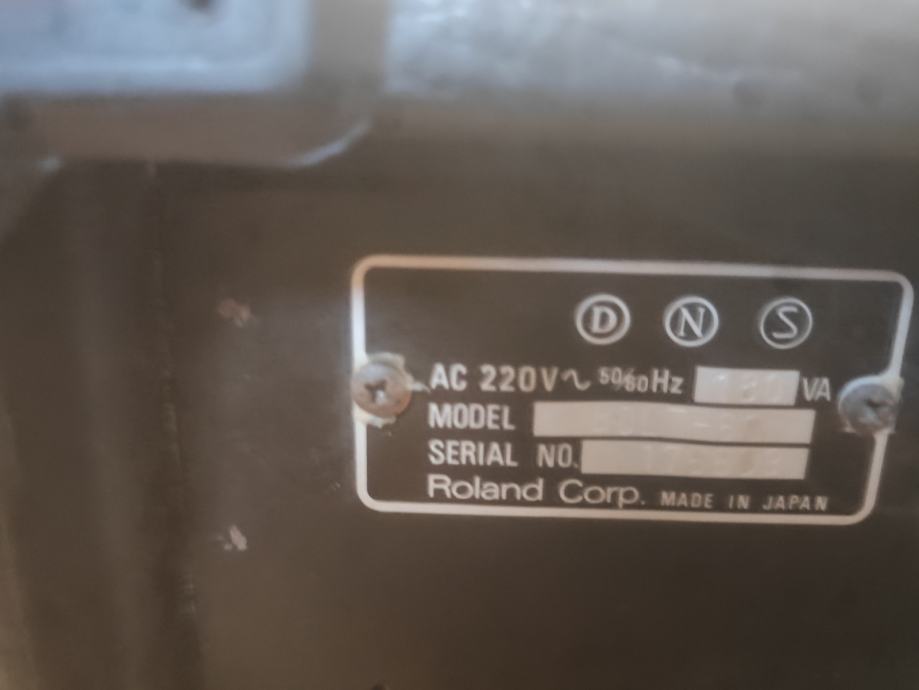 D N S
AC 220V~ 50/60Hz VA
MODEL
SERIAL NO.
Roland Corp. MADE IN JAPAN